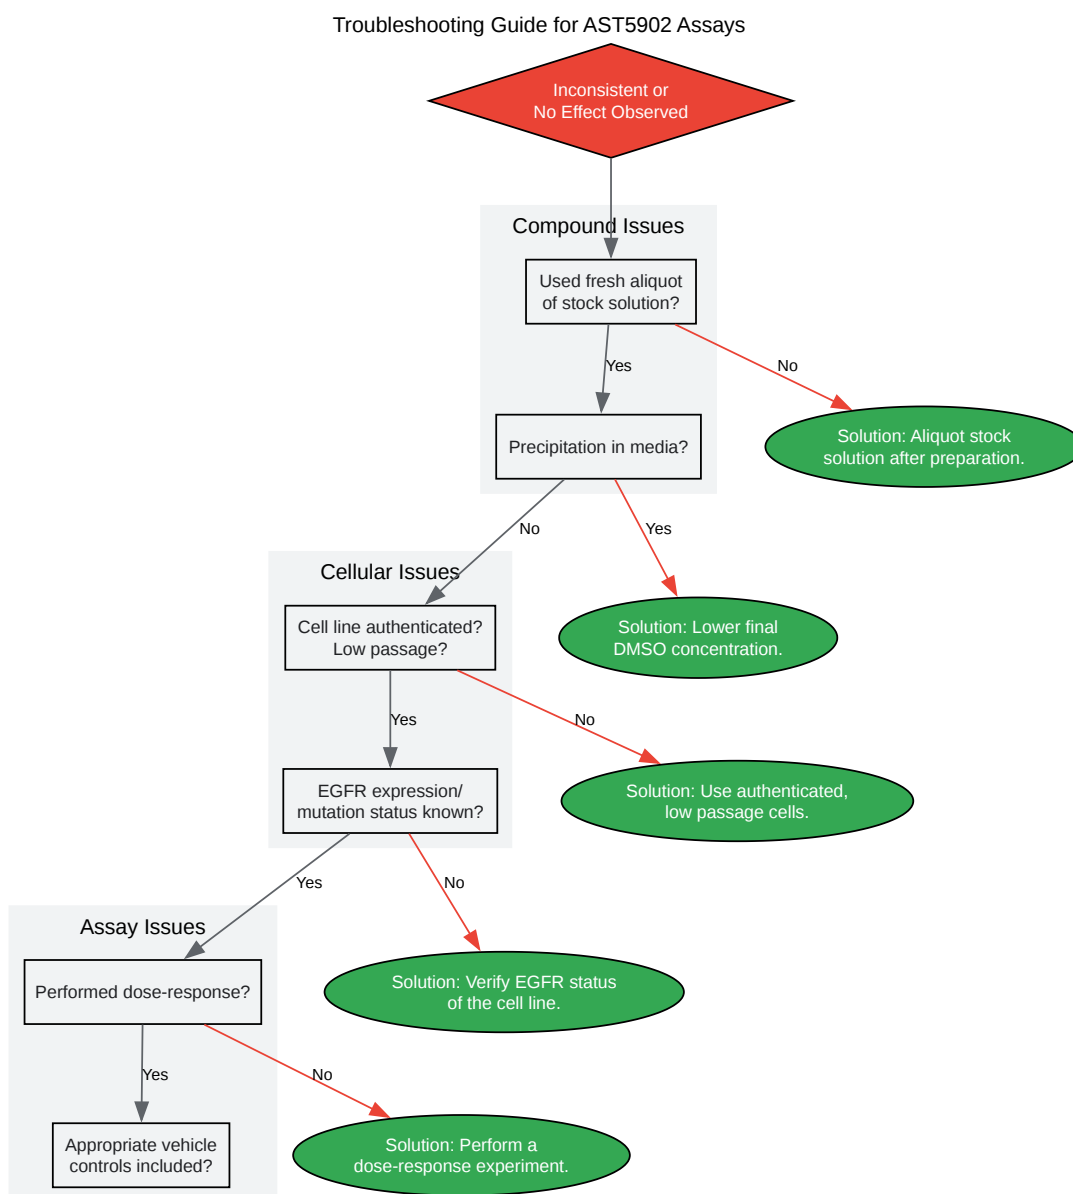 Troubleshooting Guide for AST5902 Assays
Inconsistent or
No Effect Observed
Compound Issues
Used fresh aliquot
of stock solution?
Yes
No
Solution: Aliquot stock
solution after preparation.
Precipitation in media?
No
Yes
Cellular Issues
Solution: Lower final
DMSO concentration.
Cell line authenticated?
Low passage?
Yes
No
Solution: Use authenticated,
low passage cells.
EGFR expression/
mutation status known?
Yes
No
Assay Issues
Solution: Verify EGFR status
of the cell line.
Performed dose-response?
Yes
No
Solution: Perform a
dose-response experiment.
Appropriate vehicle
controls included?